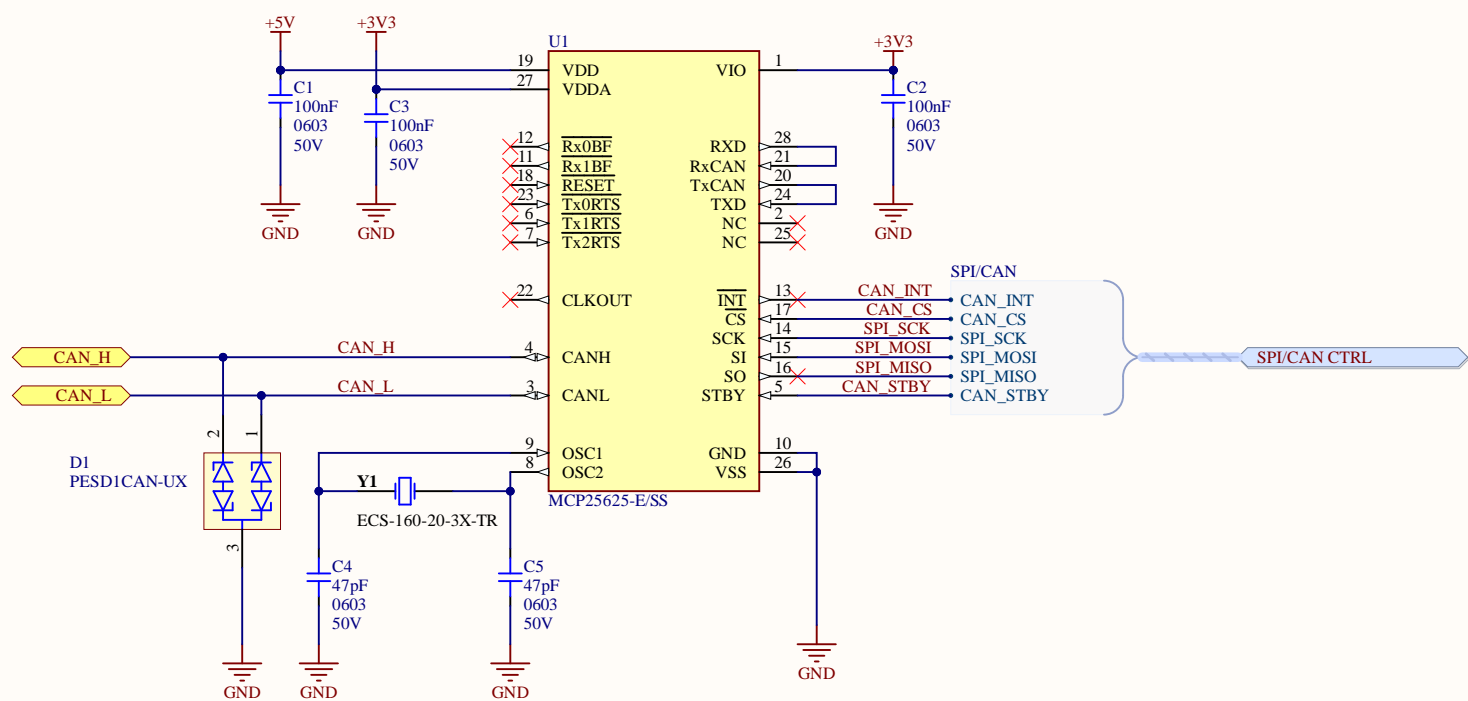 +5V
+3V3
U1
+3V3
19
VDD
VIO
1
27
VDDA
C1
100nF
0603
50V
C3
100nF
0603
50V
C2
100nF
0603
50V
12
Rx0BF
RXD
28
11
Rx1BF
RxCAN
21
18
RESET
TxCAN
20
23
Tx0RTS
TXD
24
6
Tx1RTS
NC
2
7
Tx2RTS
NC
25
GND
GND
GND
SPI/CAN
22
CLKOUT
INT
13
CAN_INT
CAN_INT
CS
17
CAN_CS
CAN_CS
SCK
14
SPI_SCK
SPI_SCK
CAN_H
CAN_H
4
CANH
SI
15
SPI_MOSI
SPI_MOSI
SPI/CAN CTRL
SO
16
SPI_MISO
SPI_MISO
CAN_L
CAN_L
3
CANL
STBY
5
CAN_STBY
CAN_STBY
2
1
9
OSC1
GND
10
8
OSC2
VSS
26
D1
PESD1CAN-UX
Y1
MCP25625-E/SS
ECS-160-20-3X-TR
3
C4
47pF
0603
50V
C5
47pF
0603
50V
GND
GND
GND
GND